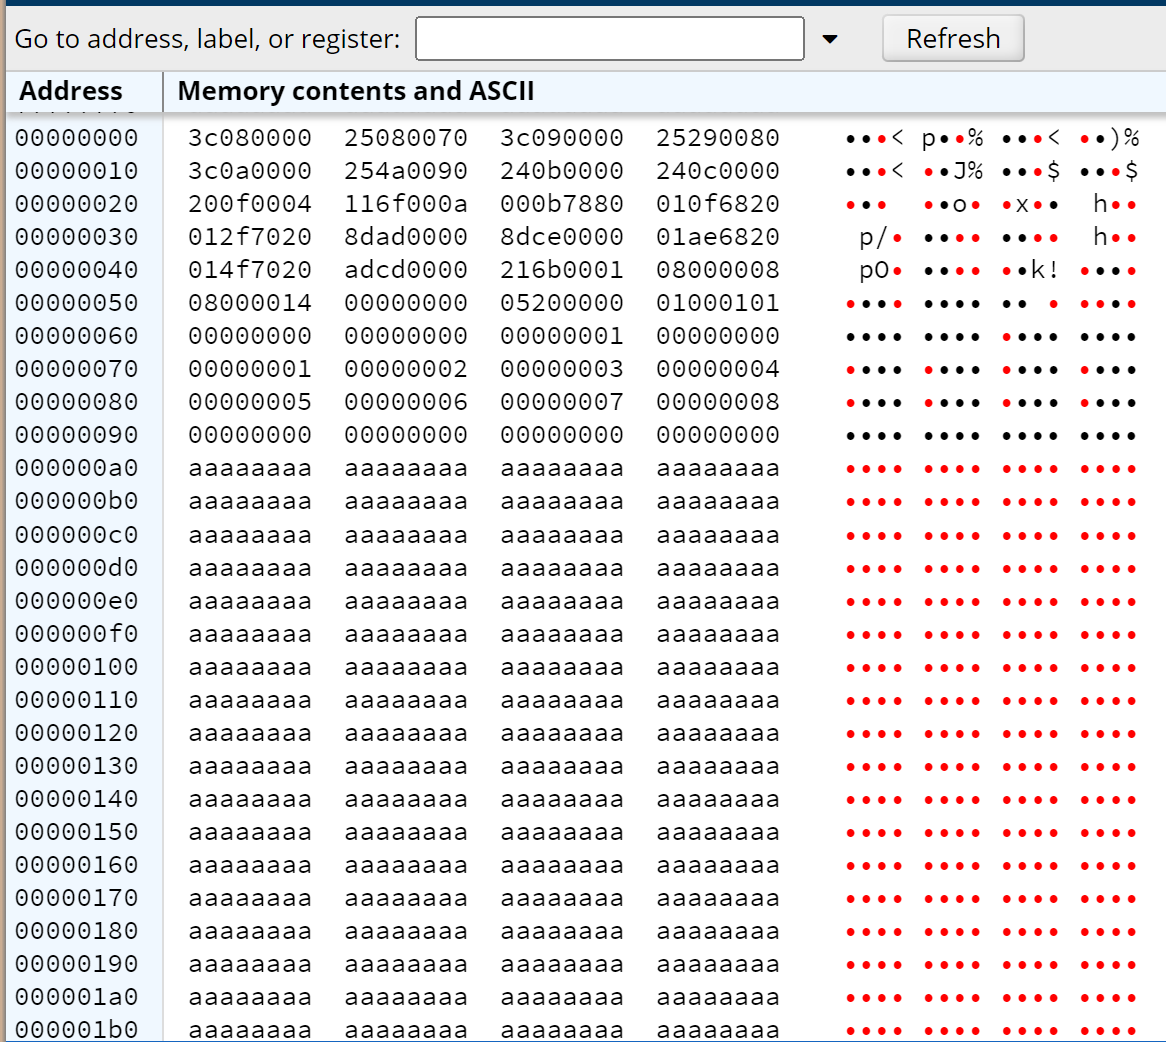 Go to address, label, or register: Refresh
Address Memory contents and ASCII
00000000 3c080000 25080070 3c090000 25290080 •••< p••% •••< ••)%
00000010 3c0a0000 254a0090 240b0000 240c0000 •••< ••J% •••$ •••$
00000020 200f0004 116f000a 000b7880 010f6820 ••• ••o• •x•• h••
00000030 012f7020 8dad0000 8dce0000 01ae6820 p/• •••• •••• h••
00000040 014f7020 adcd0000 216b0001 08000008 pO• •••• ••k! ••••
00000050 08000014 00000000 05200000 01000101 •••• •••• •• • ••••
00000060 00000000 00000000 00000001 00000000 •••• •••• •••• ••••
00000070 00000001 00000002 00000003 00000004 •••• •••• •••• ••••
00000080 00000005 00000006 00000007 00000008 •••• •••• •••• ••••
00000090 00000000 00000000 00000000 00000000 •••• •••• •••• ••••
000000a0 aaaaaaaa aaaaaaaa aaaaaaaa aaaaaaaa •••• •••• •••• ••••
000000b0 aaaaaaaa aaaaaaaa aaaaaaaa aaaaaaaa •••• •••• •••• ••••
000000c0 aaaaaaaa aaaaaaaa aaaaaaaa aaaaaaaa •••• •••• •••• ••••
000000d0 aaaaaaaa aaaaaaaa aaaaaaaa aaaaaaaa •••• •••• •••• ••••
000000e0 aaaaaaaa aaaaaaaa aaaaaaaa aaaaaaaa •••• •••• •••• ••••
000000f0 aaaaaaaa aaaaaaaa aaaaaaaa aaaaaaaa •••• •••• •••• ••••
00000100 aaaaaaaa aaaaaaaa aaaaaaaa aaaaaaaa •••• •••• •••• ••••
00000110 aaaaaaaa aaaaaaaa aaaaaaaa aaaaaaaa •••• •••• •••• ••••
00000120 aaaaaaaa aaaaaaaa aaaaaaaa aaaaaaaa •••• •••• •••• ••••
00000130 aaaaaaaa aaaaaaaa aaaaaaaa aaaaaaaa •••• •••• •••• ••••
00000140 aaaaaaaa aaaaaaaa aaaaaaaa aaaaaaaa •••• •••• •••• ••••
00000150 aaaaaaaa aaaaaaaa aaaaaaaa aaaaaaaa •••• •••• •••• ••••
00000160 aaaaaaaa aaaaaaaa aaaaaaaa aaaaaaaa •••• •••• •••• ••••
00000170 aaaaaaaa aaaaaaaa aaaaaaaa aaaaaaaa •••• •••• •••• ••••
00000180 aaaaaaaa aaaaaaaa aaaaaaaa aaaaaaaa •••• •••• •••• ••••
00000190 aaaaaaaa aaaaaaaa aaaaaaaa aaaaaaaa •••• •••• •••• ••••
000001a0 aaaaaaaa aaaaaaaa aaaaaaaa aaaaaaaa •••• •••• •••• ••••
000001b0 aaaaaaaa aaaaaaaa aaaaaaaa aaaaaaaa •••• •••• •••• ••••